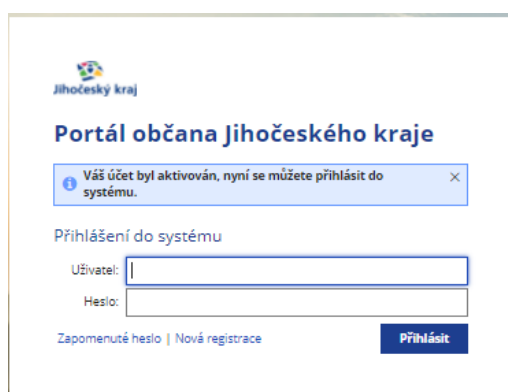 Jihočeský kraj
Portál občana Jihočeského kraje
Váš účet byl aktivován, nyní se můžete přihlásit do
systému.
Přihlášení do systému
Uživatel:
Heslo:
Zapomenuté heslo | Nová registrace
Přihlásit